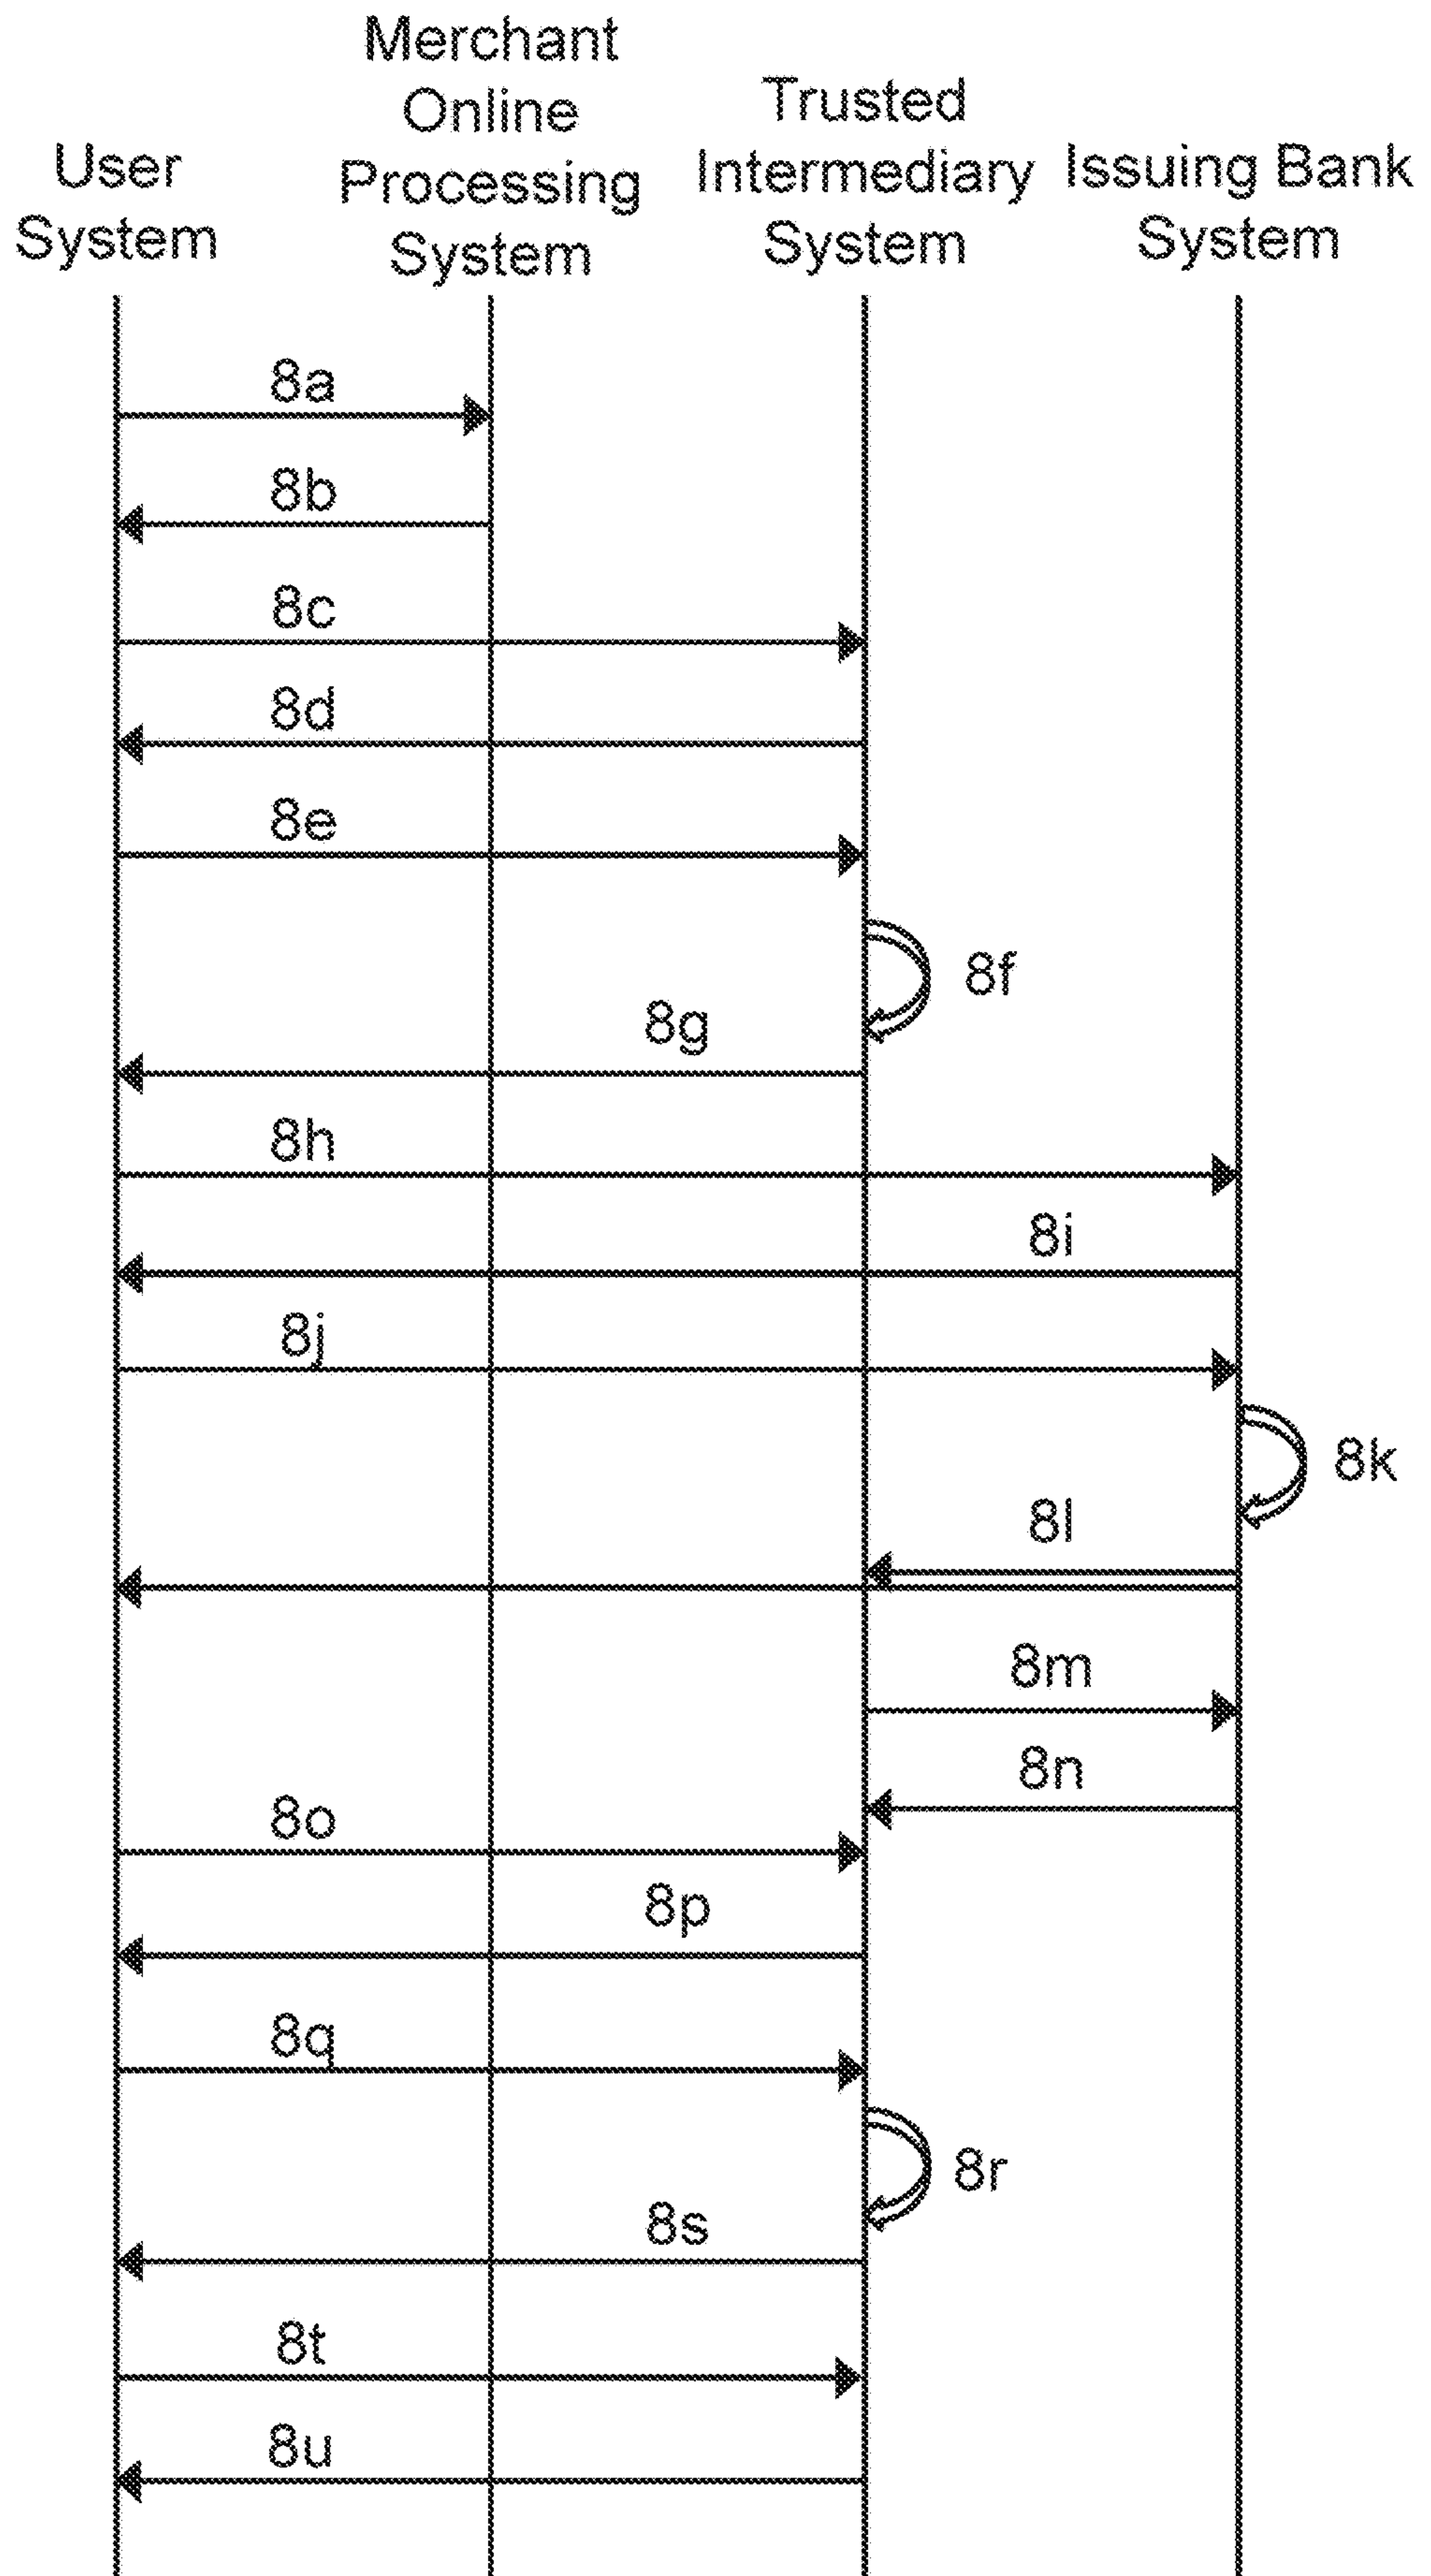 User
System
Merchant
Online
Processing
System
Trusted
Intermediary
System
Issuing Bank
System
8a
8b
8c
8d
8e
8f
8g
8h
8i
8j
8k
8l
8m
8n
8o
8p
8q
8r
8s
8t
8u